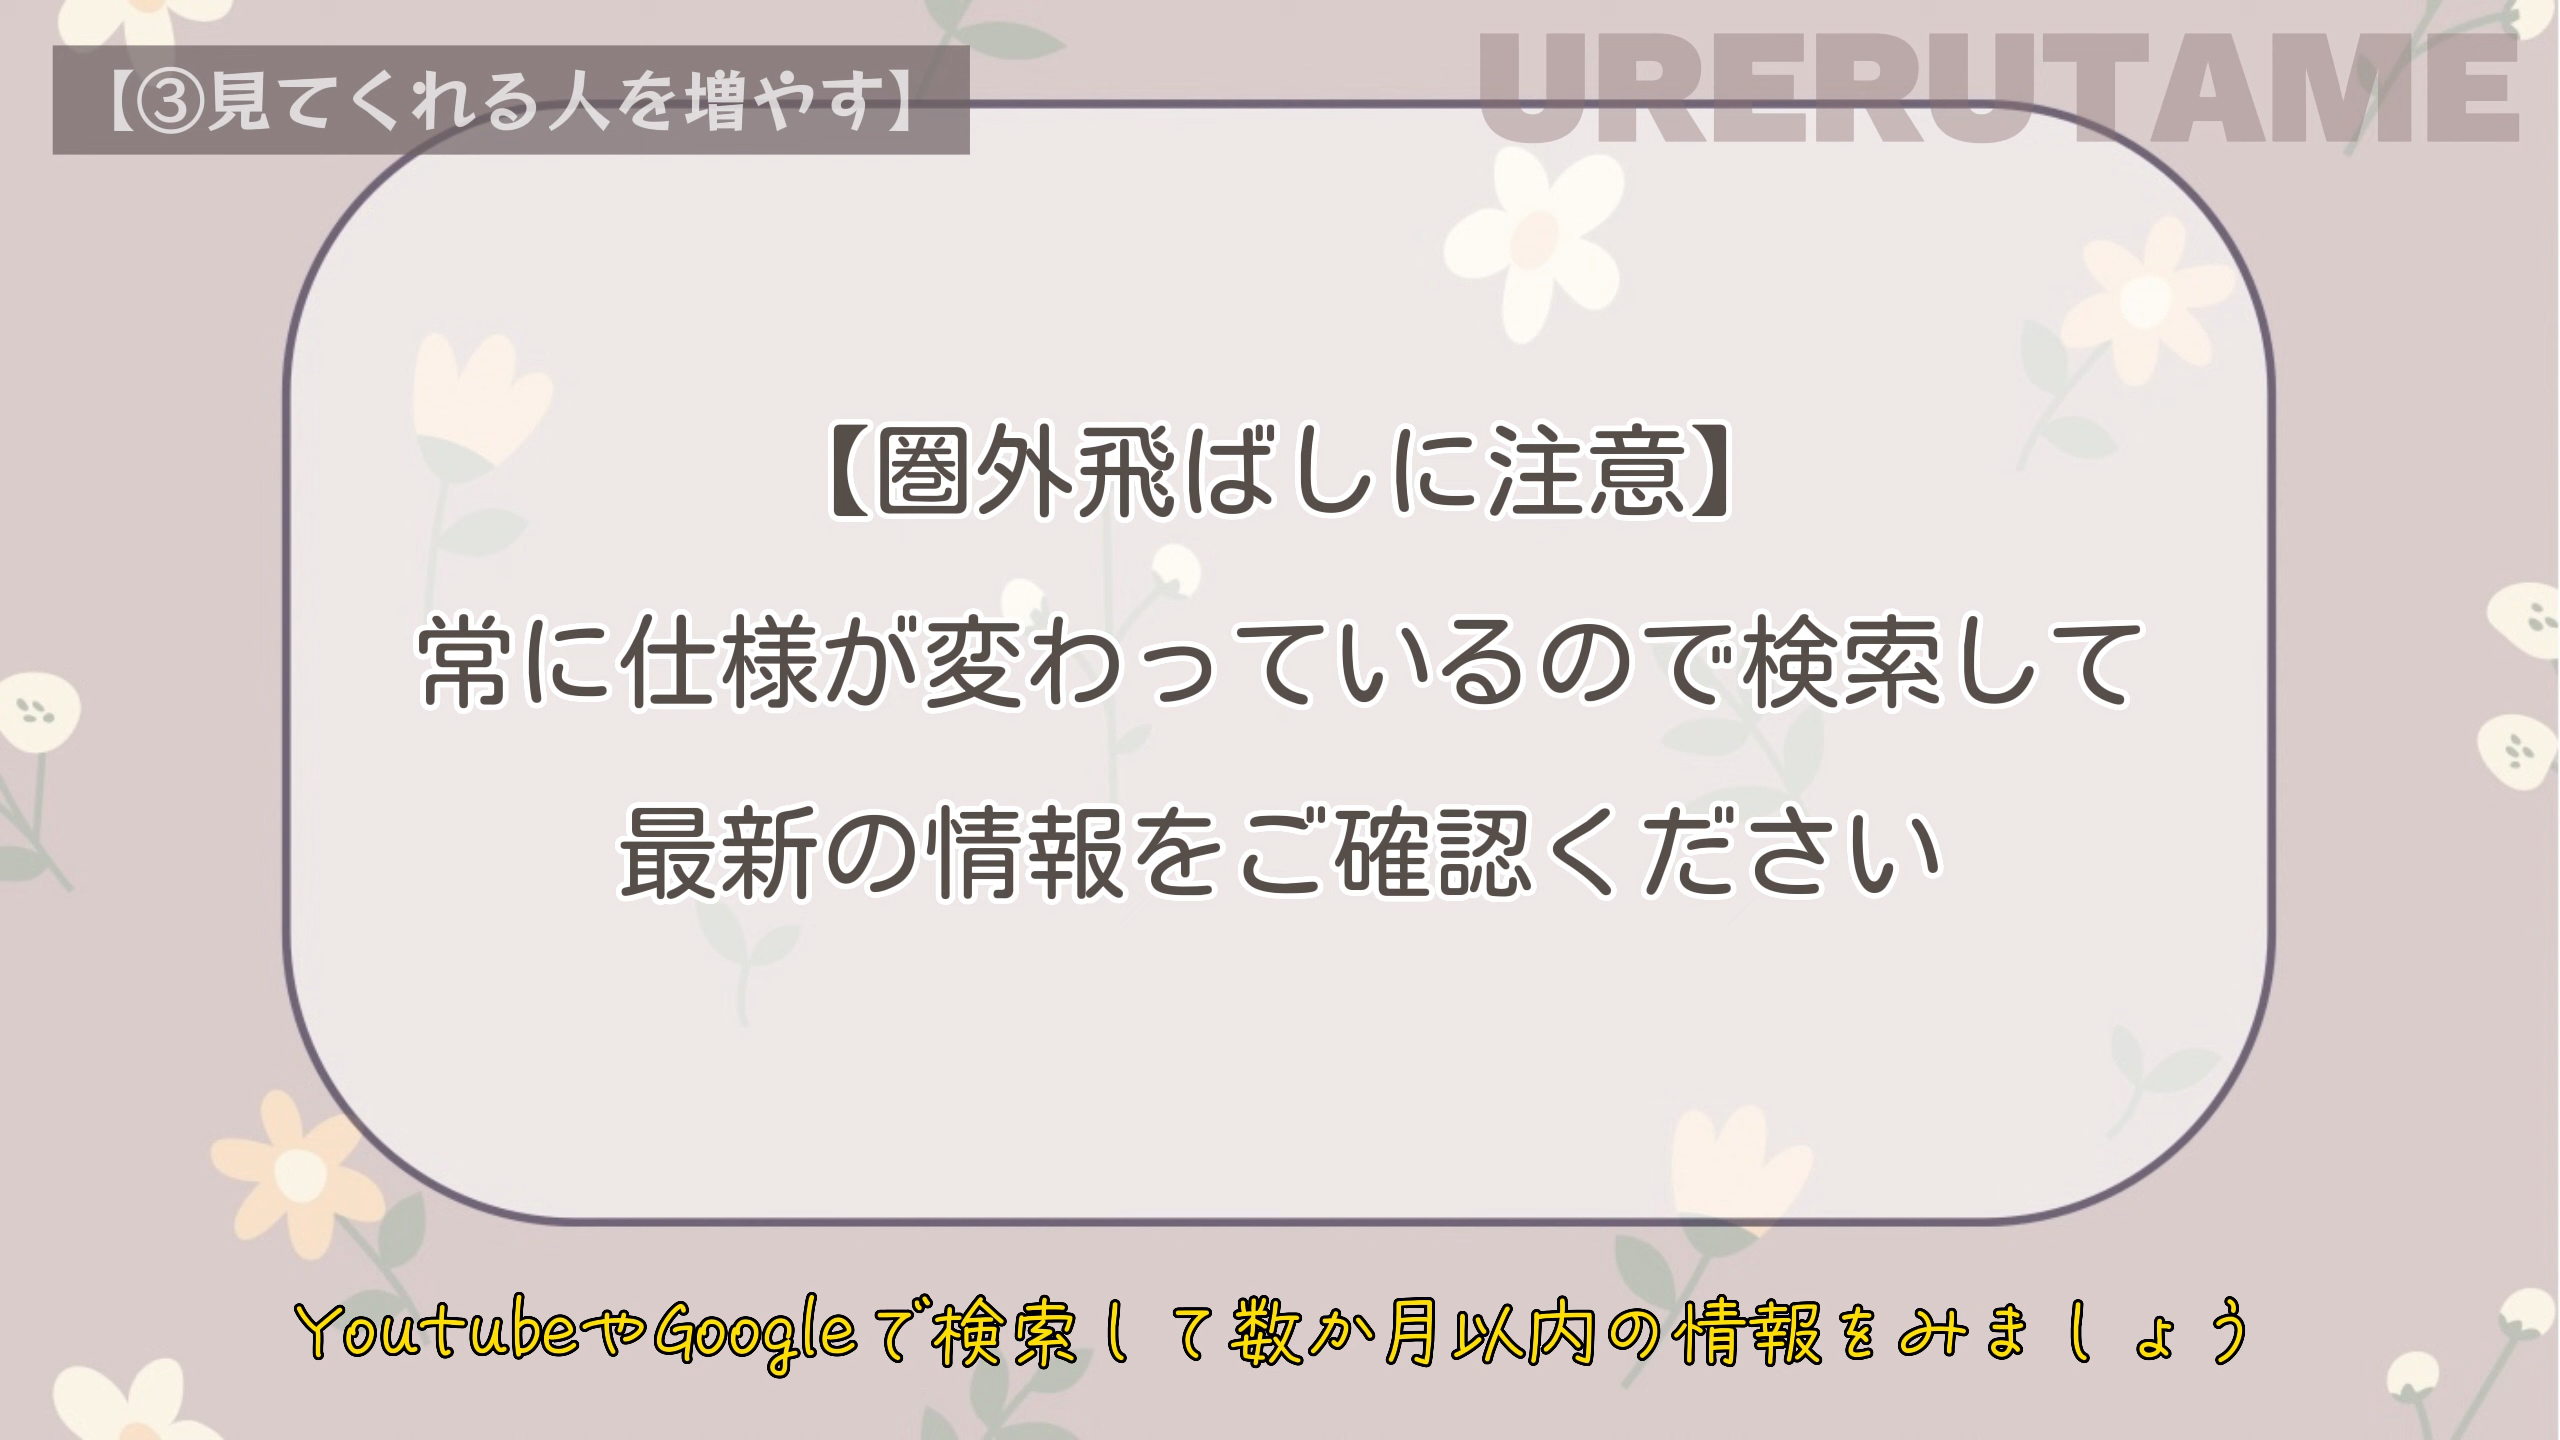 【③見てくれる人を増やす】
URERUTAME
【圏外飛ばしに注意】
常に仕様が変わっているので検索して
最新の情報をご確認ください
YoutubeやGoogleで検索して数か月以内の情報をみましょう